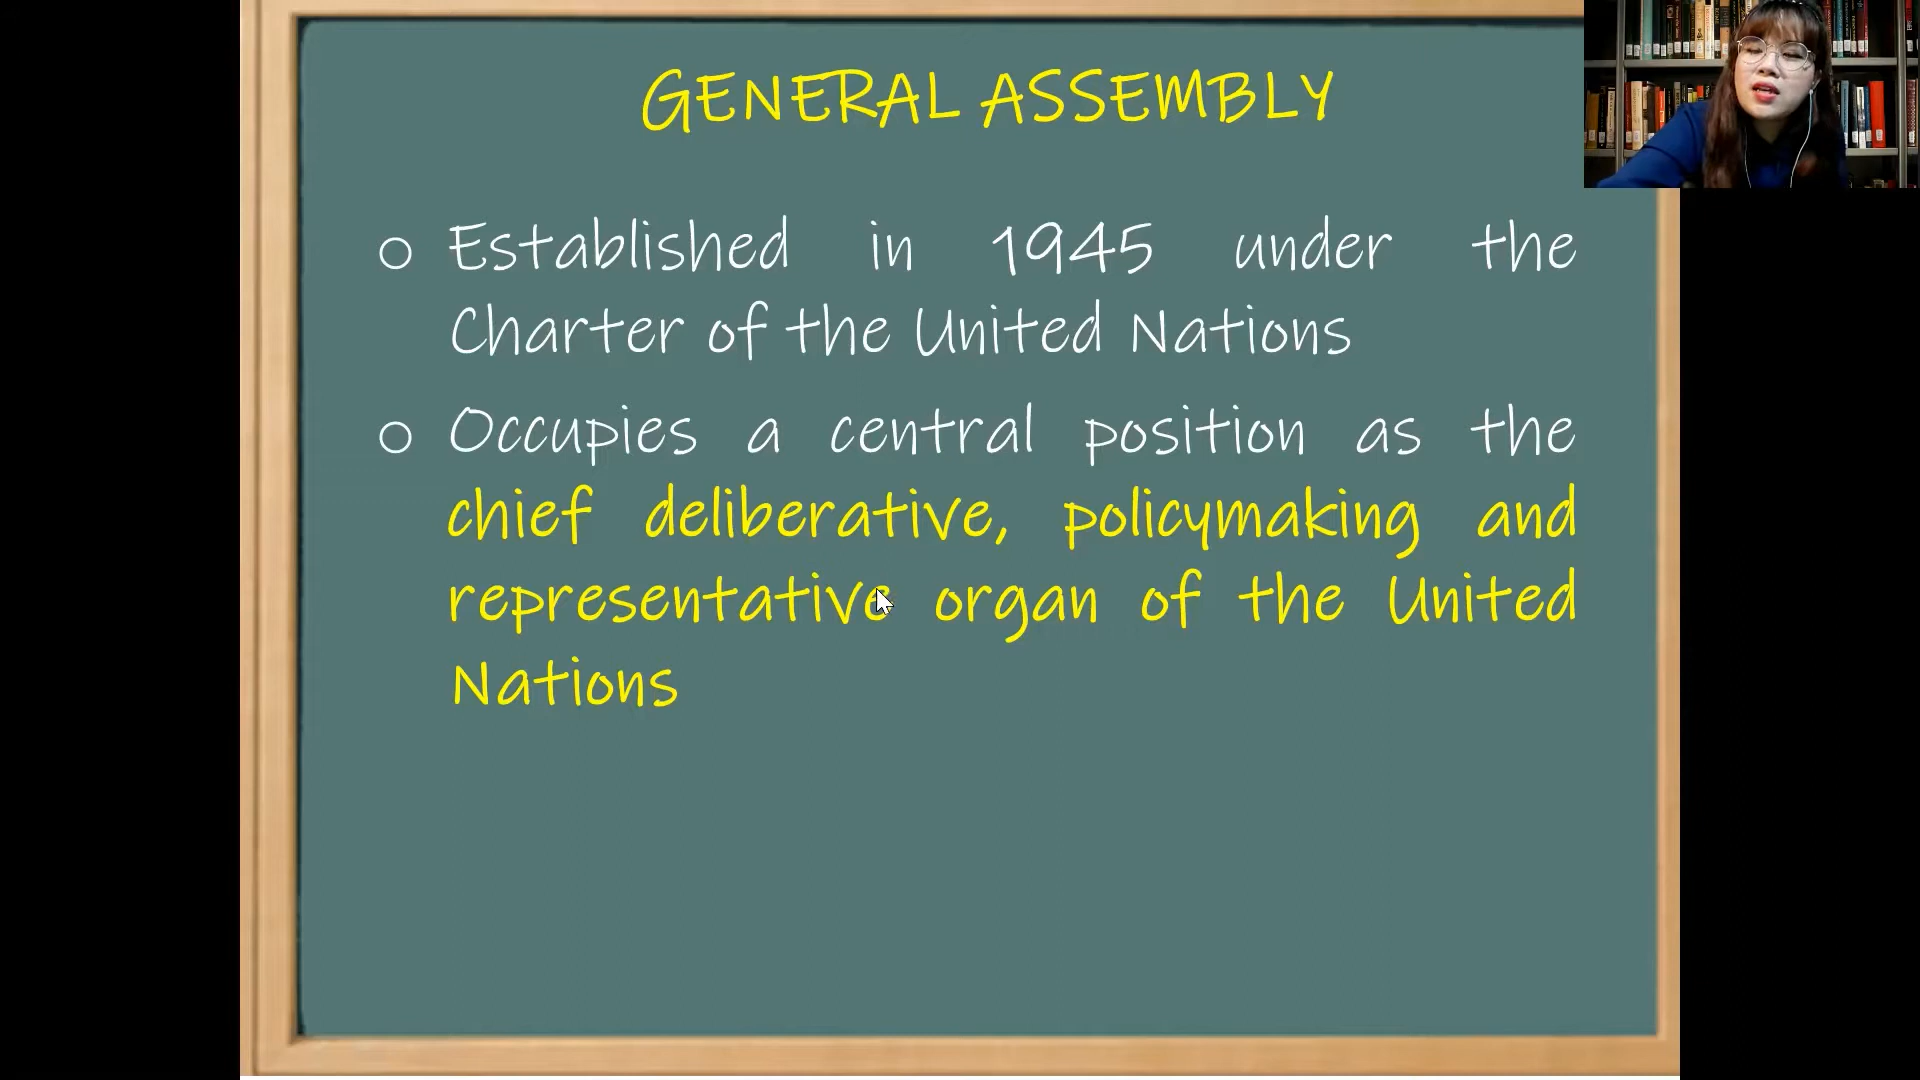 GENERAL ASSEMBLY
○ Established in 1945 under the
Charter of the United Nations
○ Occupies a central position as the
chief deliberative, policymaking and
representative organ of the United
Nations